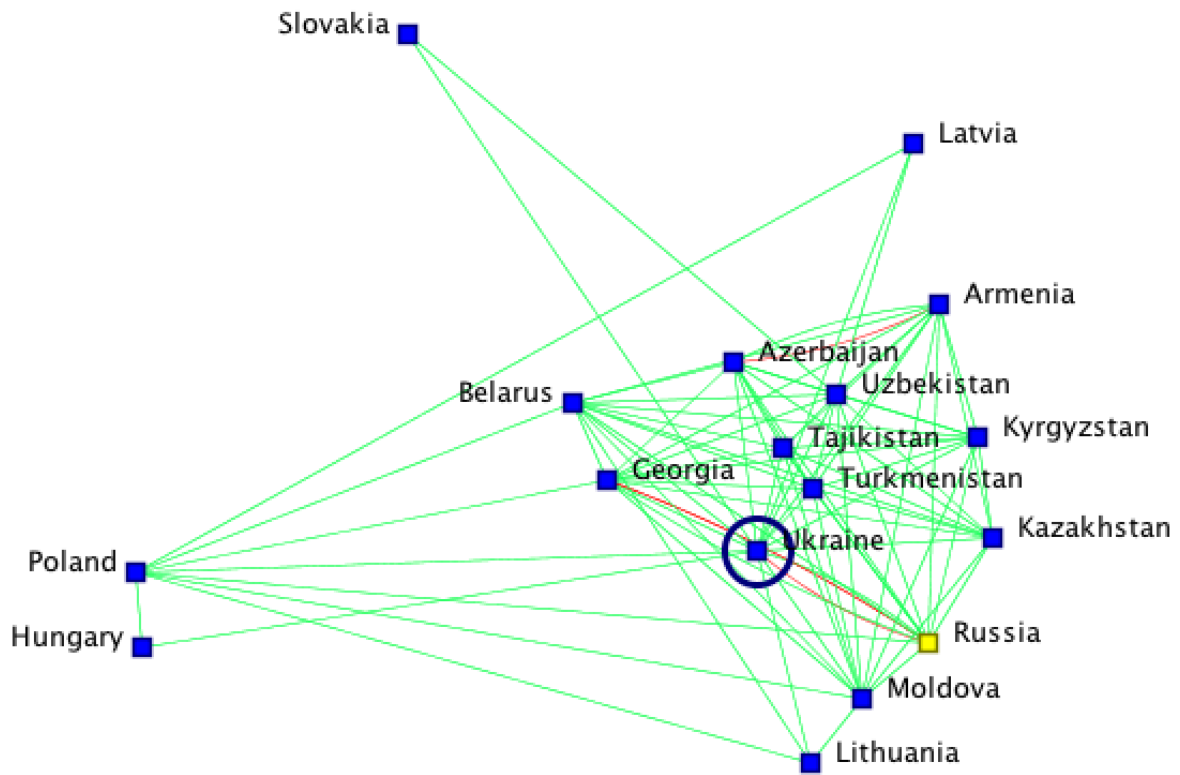 Slovakia
Latvia
Armenia
Azerbaijan
Uzbekistan
Belarus
Kyrgyzstan
Tajikistan
Georgia
Turkmenistan
Kazakhstan
Ukraine
Poland
Hungary
Russia
Moldova
Lithuania